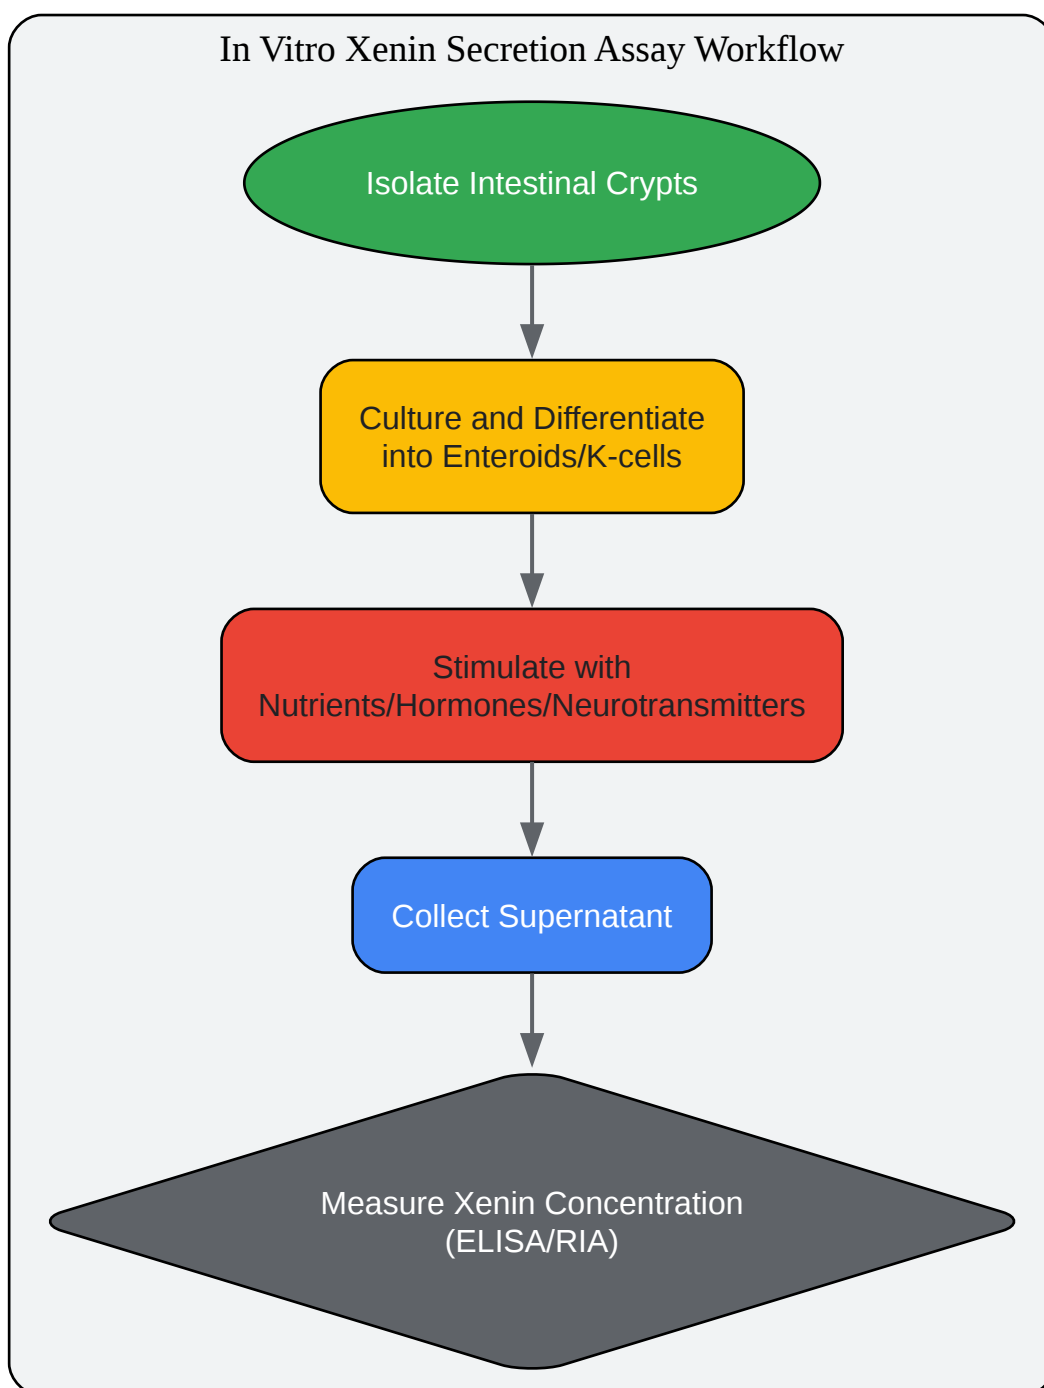 In Vitro Xenin Secretion Assay Workflow
Isolate Intestinal Crypts
Culture and Differentiate
into Enteroids/K-cells
Stimulate with
Nutrients/Hormones/Neurotransmitters
Collect Supernatant
Measure Xenin Concentration
(ELISA/RIA)